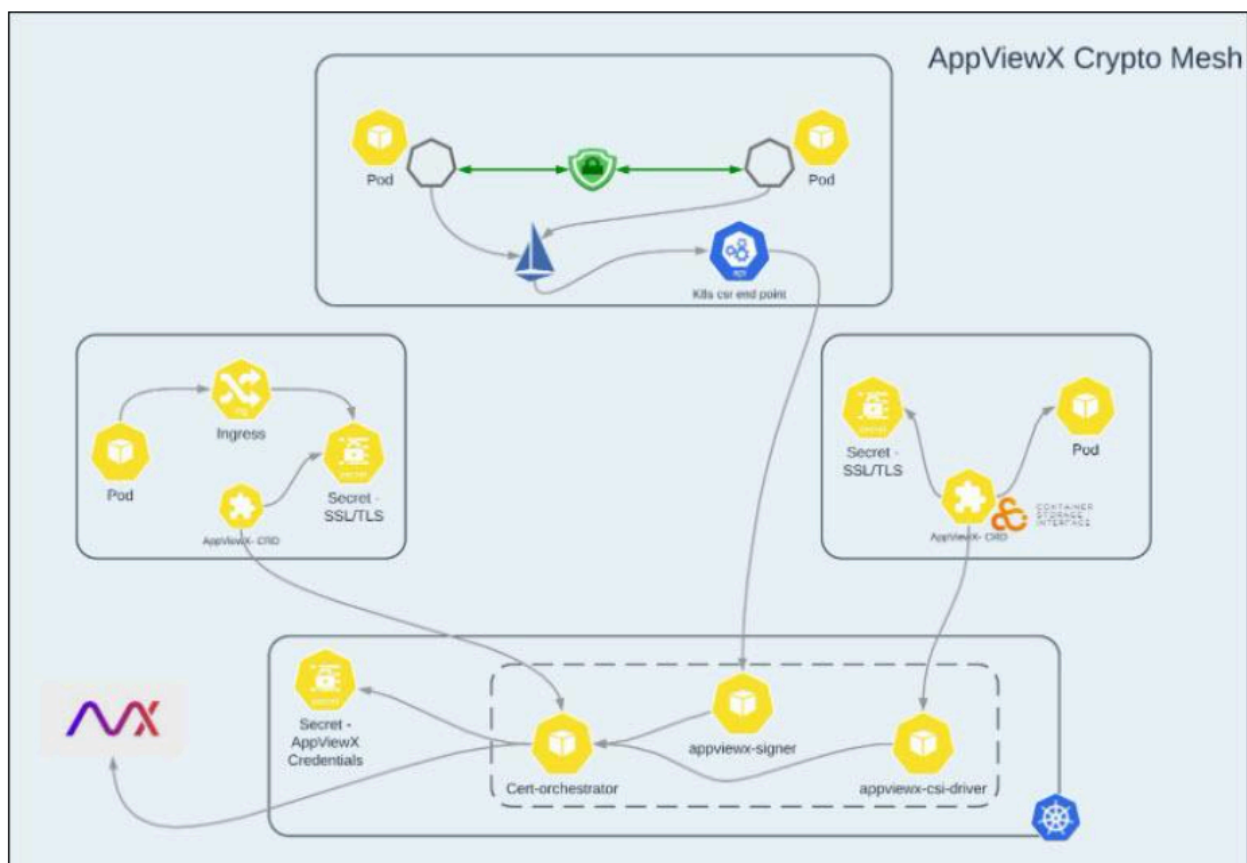 AppViewX Crypto Mesh
Pod
Pod
K8s csr end point
Ingress
Pod
Secret -
SSL/TLS
AppViewX- CRD
Secret -
SSL/TLS
Pod
CONTAINER
STORAGE
INTERFACE
AppViewX- CRD
Secret -
AppViewX
Credentials
appviewx-signer
Cert-orchestrator
appviewx-csi-driver